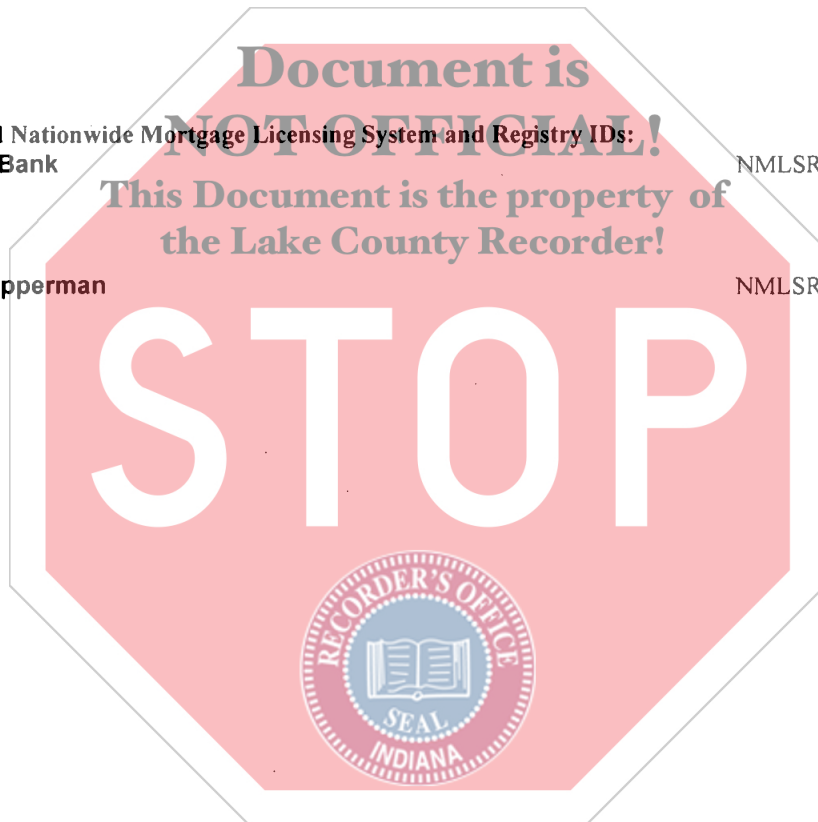 Document is
Nationwide Mortgage Licensing System and Registry IDs:
NOT OFFICIAL!
Bank NMLSR
This Document is the property of
the Lake County Recorder!
pperman NMLSR
STOP
RECORDER'S OFFICE
SEAL
INDIANA